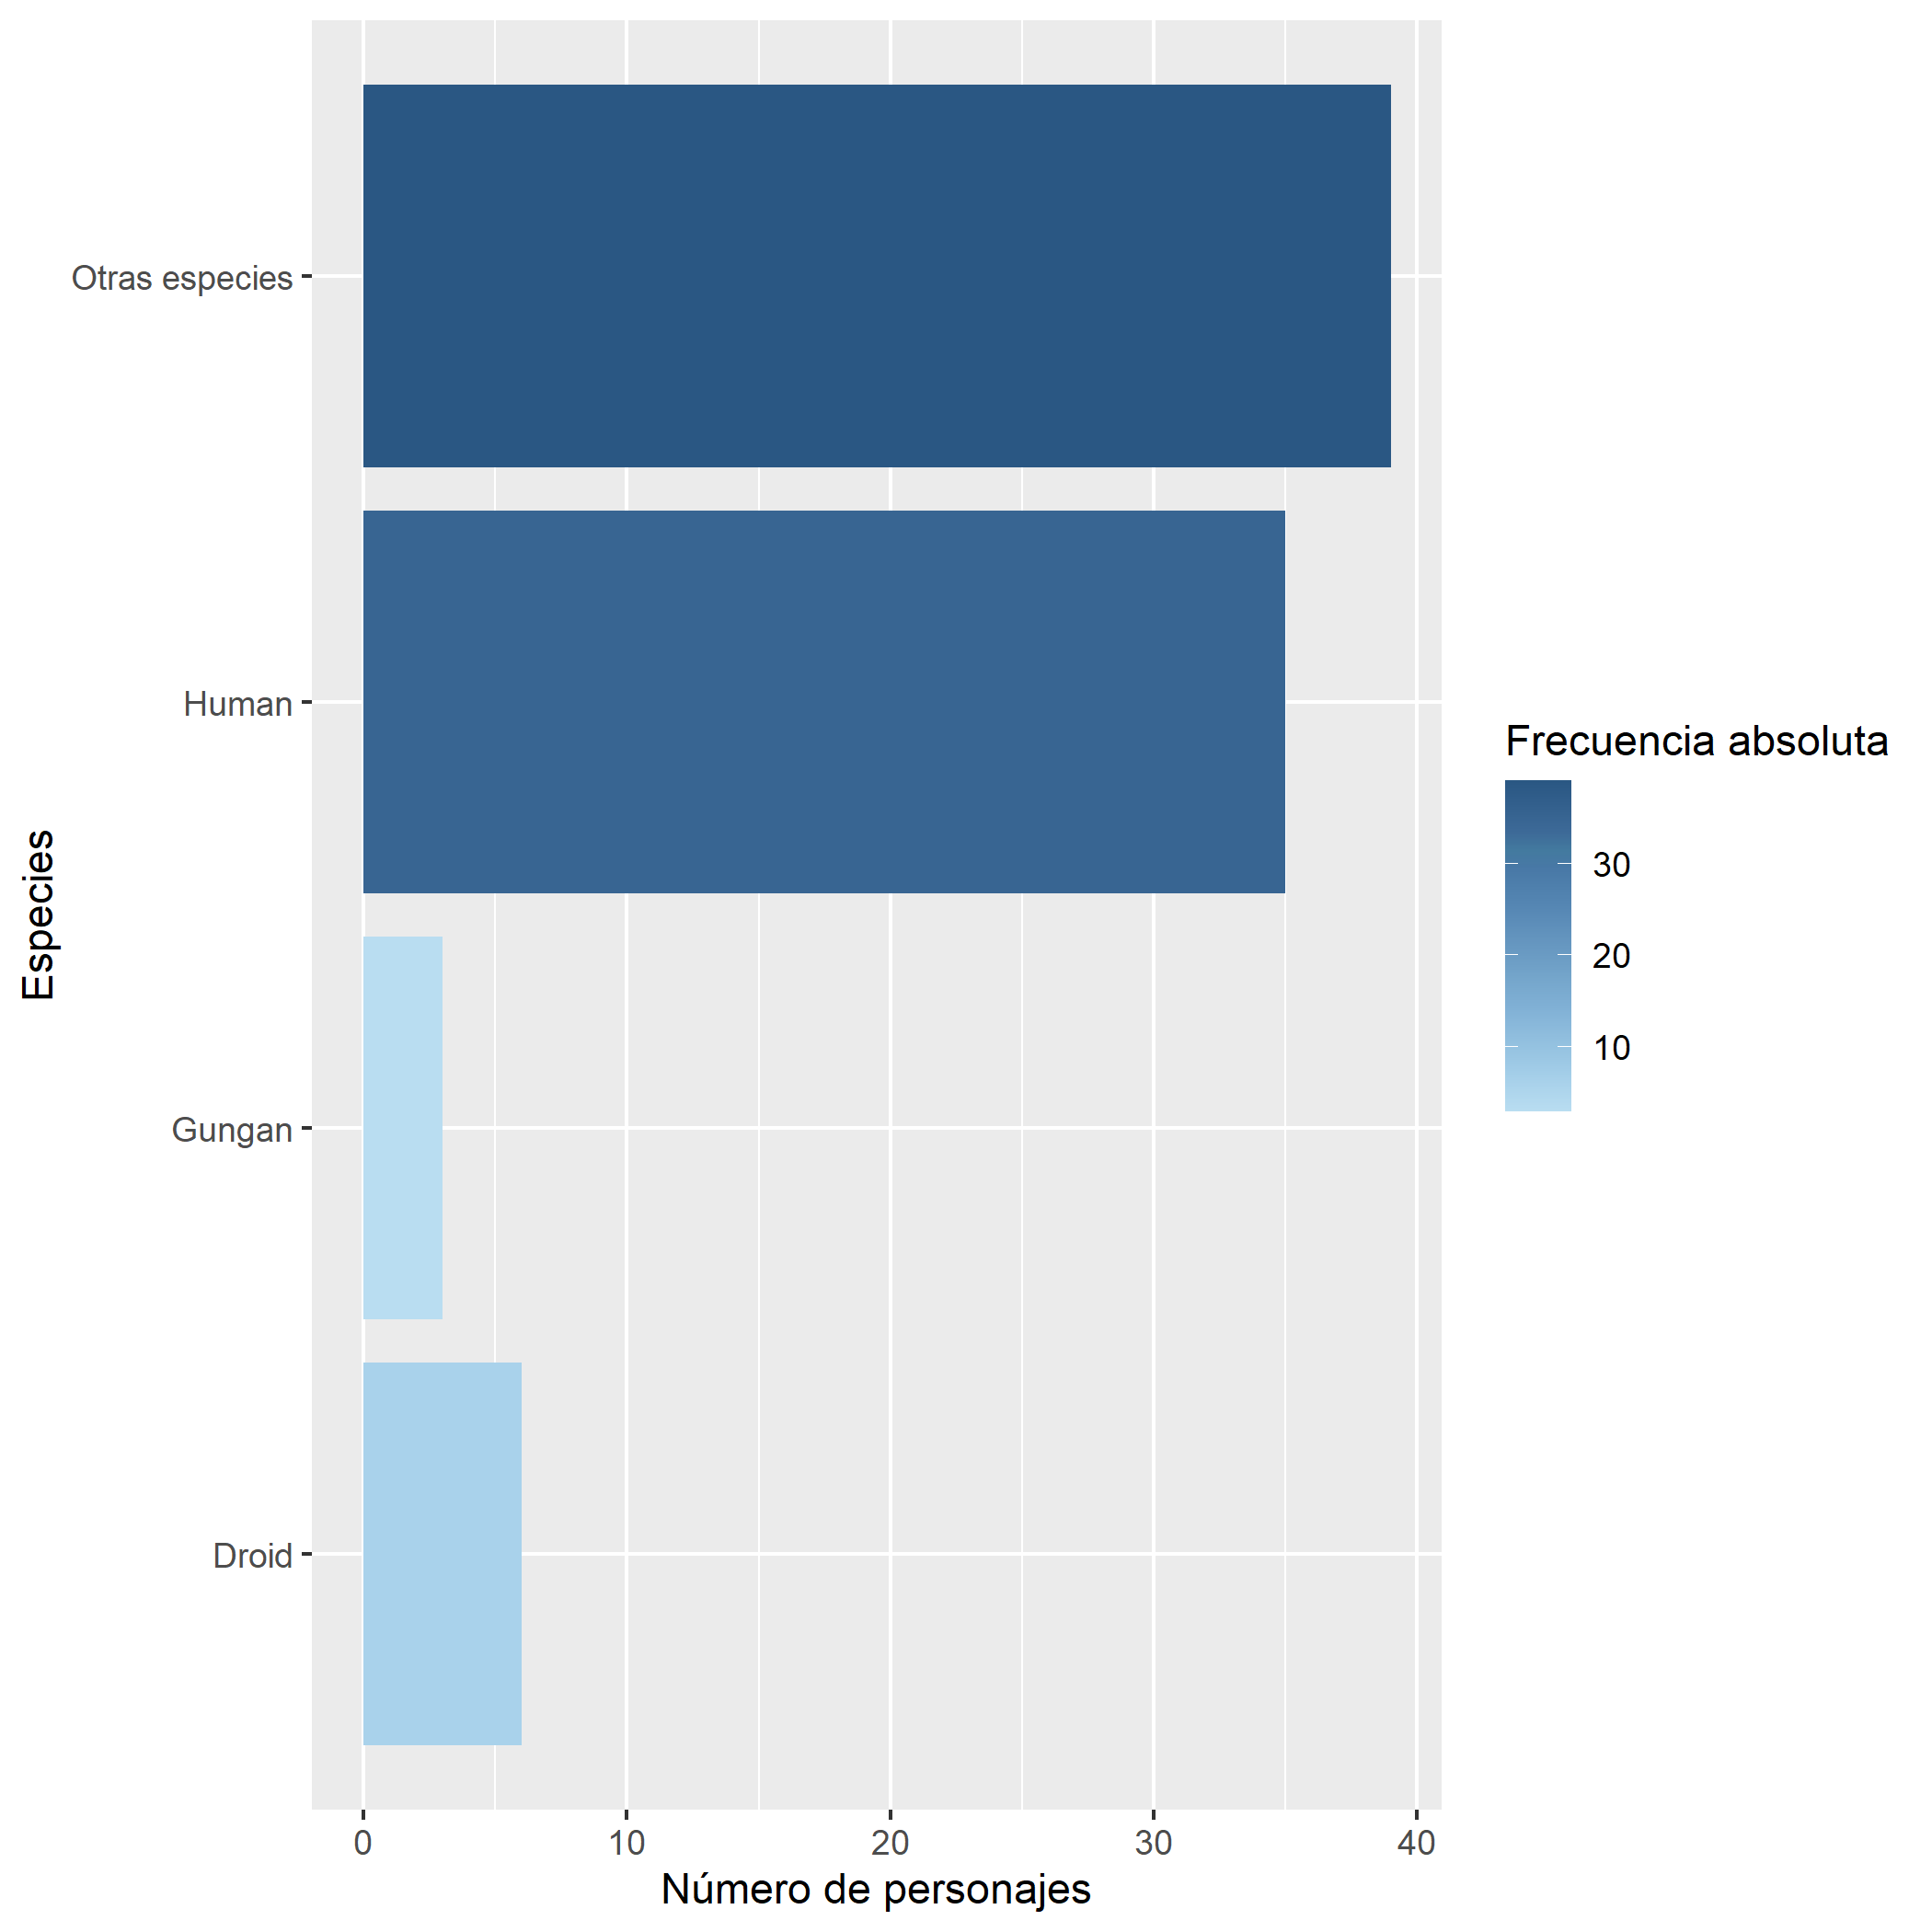 Otras especies
Human
Gungan
Droid
Especies
0 10 20 30 40
Número de personajes
Frecuencia absoluta
30
20
10